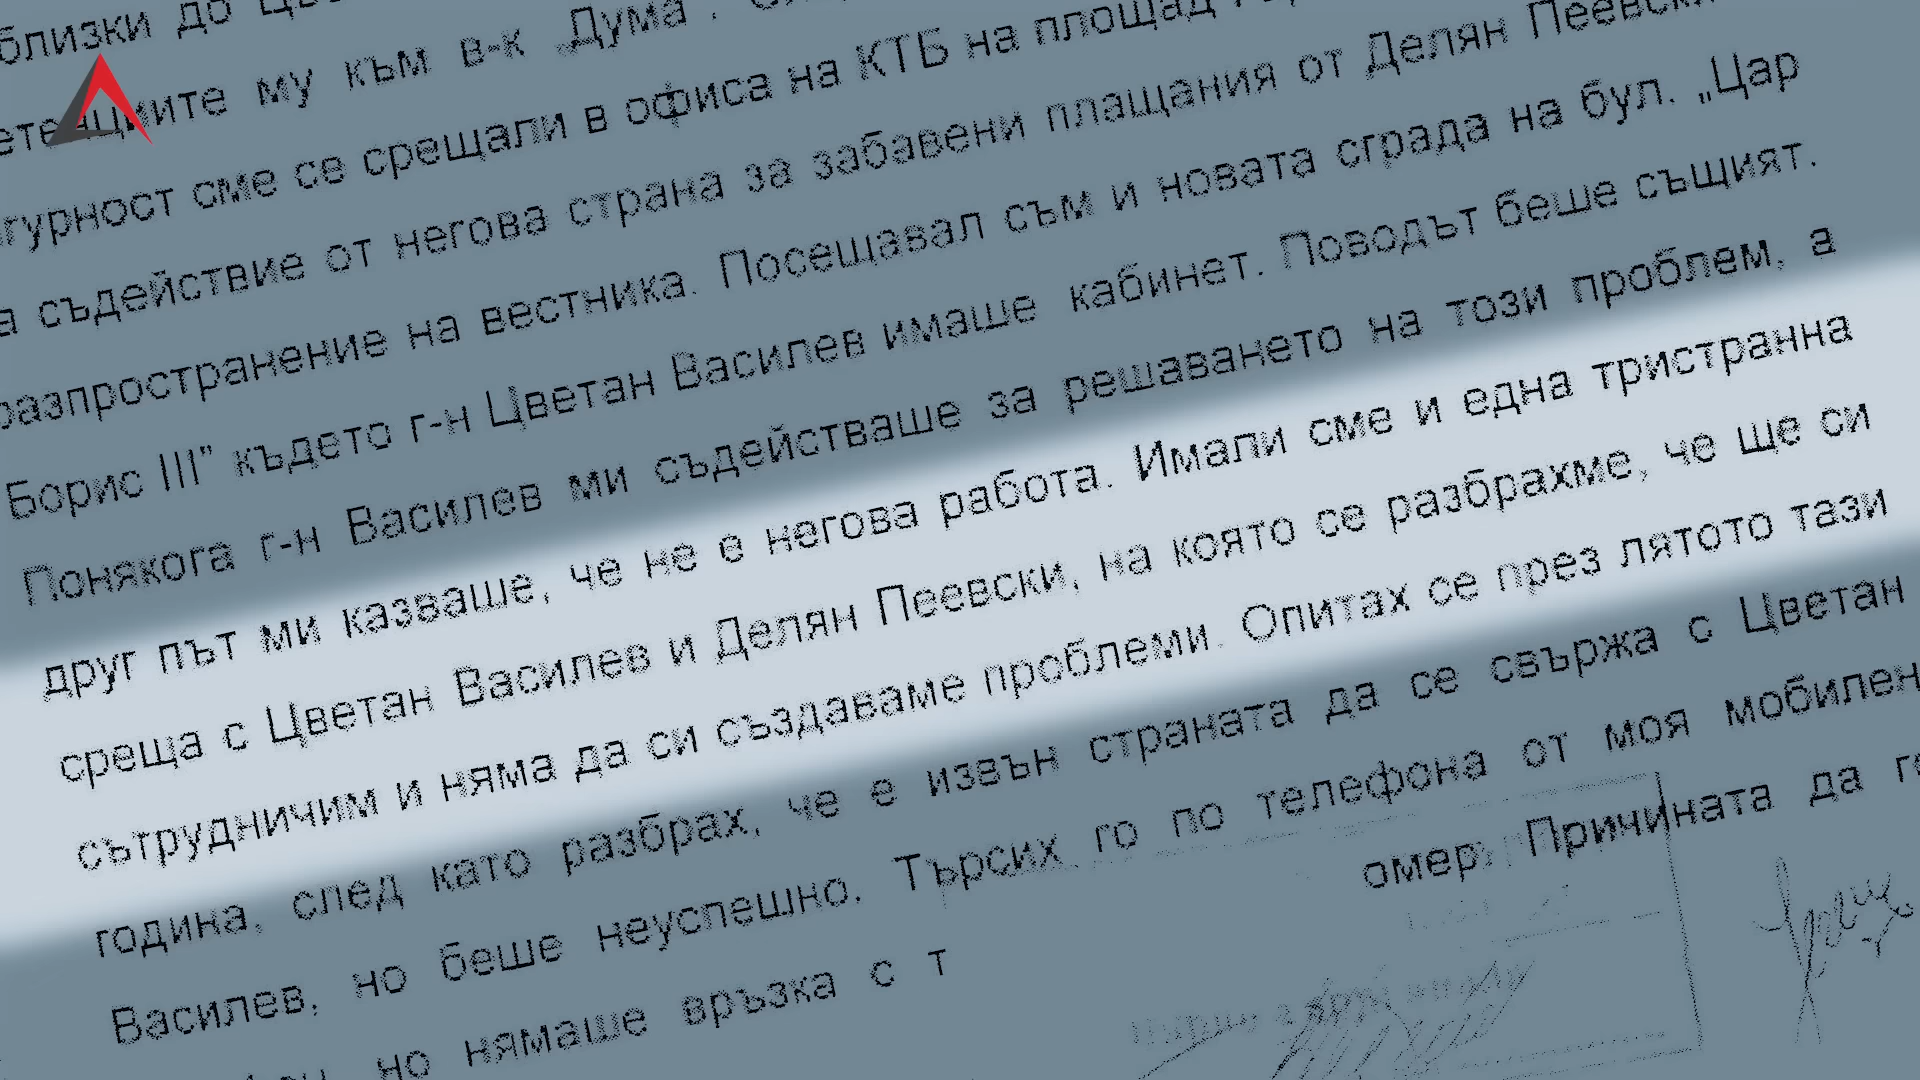 близки до
му към в-к „Дума".
сме се срещали в офиса на КТБ на площад
а съдействие от негова страна за забавени плащания от Делян Пеевски
разпространение на вестника. Посещавал съм и новата сграда на бул. „Цар
Борис III" където г-н Цветан Василев имаше кабинет. Поводът беше същият.
Понякога г-н Василев ми съдействаше за решаването на този проблем, а
друг път ми казваше, че не е негова работа. Имали сме и една тристранна
среща с Цветан Василев и Делян Пеевски, на която се разбрахме, че ще си
сътрудничим и няма да си създаваме проблеми. Опитах се през лятото тази
година, след като разбрах, че е извън страната да се свържа с Цветан
Василев, но беше неуспешно. Търсих го по телефона от моя мобилен
но нямаше връзка с т омер. Причината да